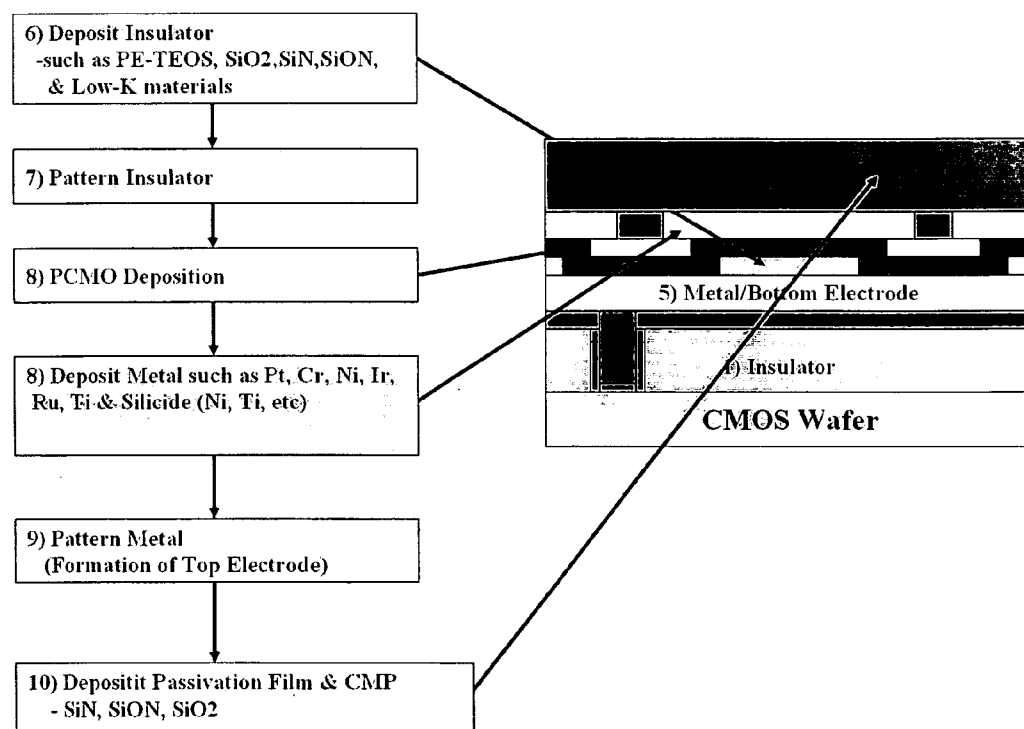 6) Deposit Insulator
-such as PE-TEOS, SiO2,SiN,SiON,
& Low-K materials
7) Pattern Insulator
8) PCMO Deposition
8) Deposit Metal such as Pt, Cr, Ni, Ir,
Ru, Ti & Silicide (Ni, Ti, etc)
9) Pattern Metal
(Formation of Top Electrode)
10) Depositit Passivation Film & CMP
- SiN, SiON, SiO2
5) Metal/Bottom Electrode
Insulator
CMOS Wafer